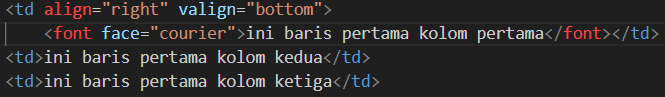 <td align="right" valign="bottom">
<font face="courier">ini baris pertama kolom pertama</font></td>
<td>ini baris pertama kolom kedua</td>
<td>ini baris pertama kolom ketiga</td>